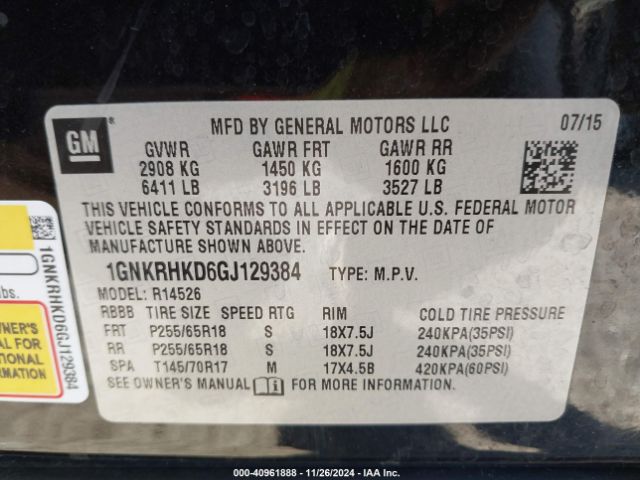 GM
MFD BY GENERAL MOTORS LLC 07/15
GVWR GAWR FRT GAWR RR
2908 KG 1450 KG 1600 KG
6411 LB 3196 LB 3527 LB
THIS VEHICLE CONFORMS TO ALL APPLICABLE U.S. FEDERAL MOTOR
VEHICLE SAFETY STANDARDS IN EFFECT ON THE DATE OF
MANUFACTURE SHOWN ABOVE.
1GNKRHKD6GJ129384 TYPE: M.P.V.
MODEL: R14526
RBBB TIRE SIZE SPEED RTG RIM COLD TIRE PRESSURE
FRT P255/65R18 S 18X7.5J 240KPA(35PSI)
RR P255/65R18 S 18X7.5J 240KPA(35PSI)
SPA T145/70R17 M 17X4.5B 420KPA(60PSI)
SEE OWNER'S MANUAL FOR MORE INFORMATION.
1GNKRHKD6GJ129384
lbs.
WNER'S
L FOR
TIONAL
MATION
000-40961888 - 11/26/2024 - IAA Inc.